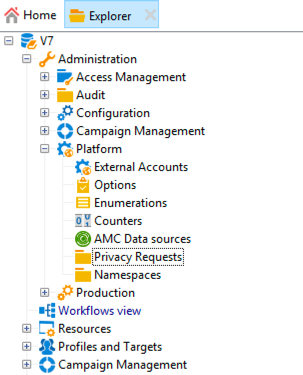 Home Explorer
V7
Administration
Access Management
Audit
Configuration
Campaign Management
Platform
External Accounts
Options
Enumerations
Counters
AMC Data sources
Privacy Requests
Namespaces
Production
Workflows view
Resources
Profiles and Targets
Campaign Management